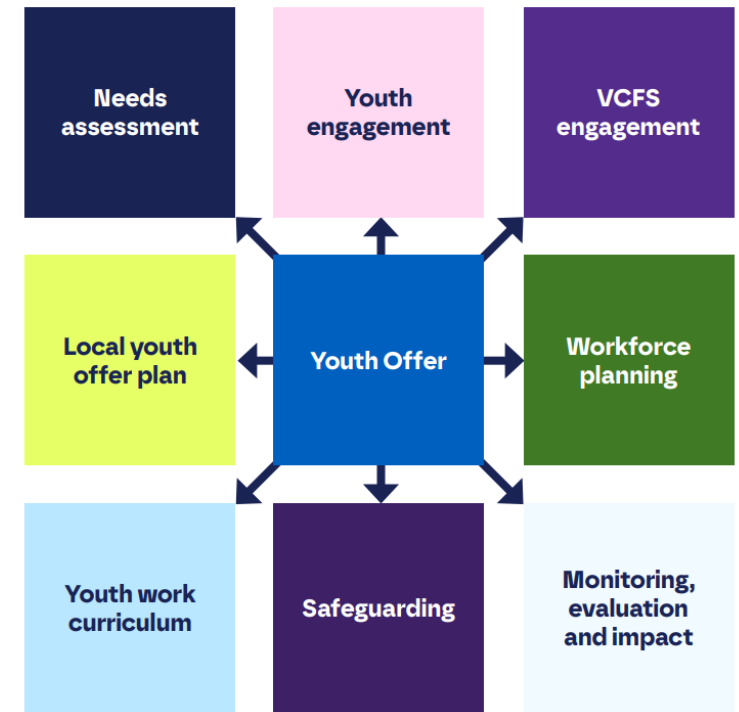 Needs
assessment
Youth
engagement
VCFS
engagement
Local youth
offer plan
Youth Offer
Workforce
planning
Youth work
curriculum
Safeguarding
Monitoring,
evaluation
and impact